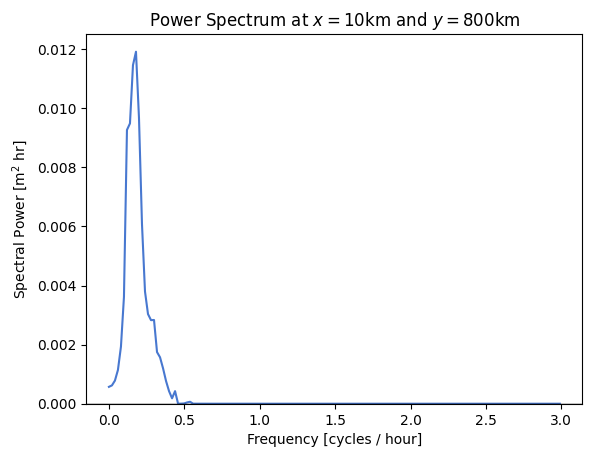 Power Spectrum at x = 10km and y = 800km
Spectral Power [m² hr]
0.012
0.010
0.008
0.006
0.004
0.002
0.000
0.0 0.5 1.0 1.5 2.0 2.5 3.0
Frequency [cycles / hour]